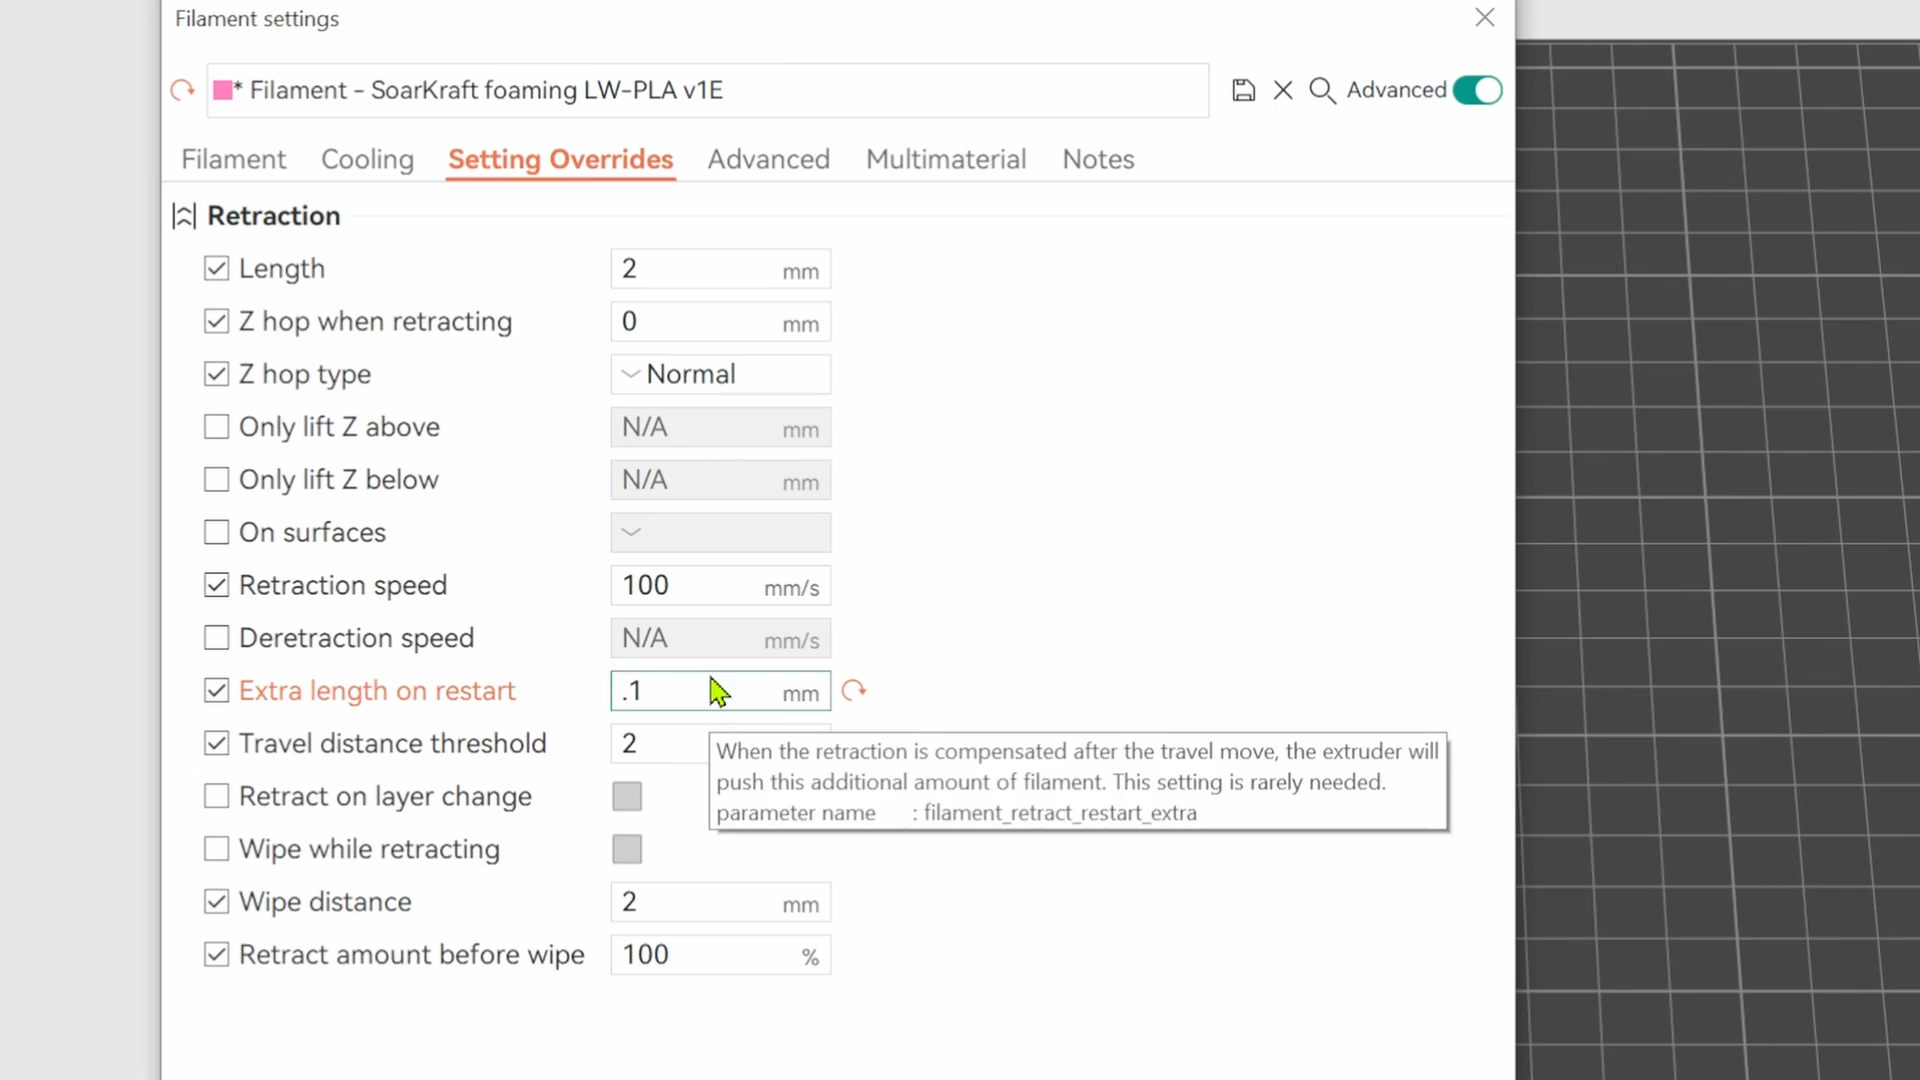 Filament settings
* Filament - SoarKraft foaming LW-PLA v1E
Advanced
Filament Cooling Setting Overrides Advanced Multimaterial Notes
Retraction
Length 2 mm
Z hop when retracting 0 mm
Z hop type Normal
Only lift Z above N/A mm
Only lift Z below N/A mm
On surfaces
Retraction speed 100 mm/s
Deretraction speed N/A mm/s
Extra length on restart .1 mm
Travel distance threshold 2
When the retraction is compensated after the travel move, the extruder will
push this additional amount of filament. This setting is rarely needed.
parameter name : filament_retract_restart_extra
Retract on layer change
Wipe while retracting
Wipe distance 2 mm
Retract amount before wipe 100 %